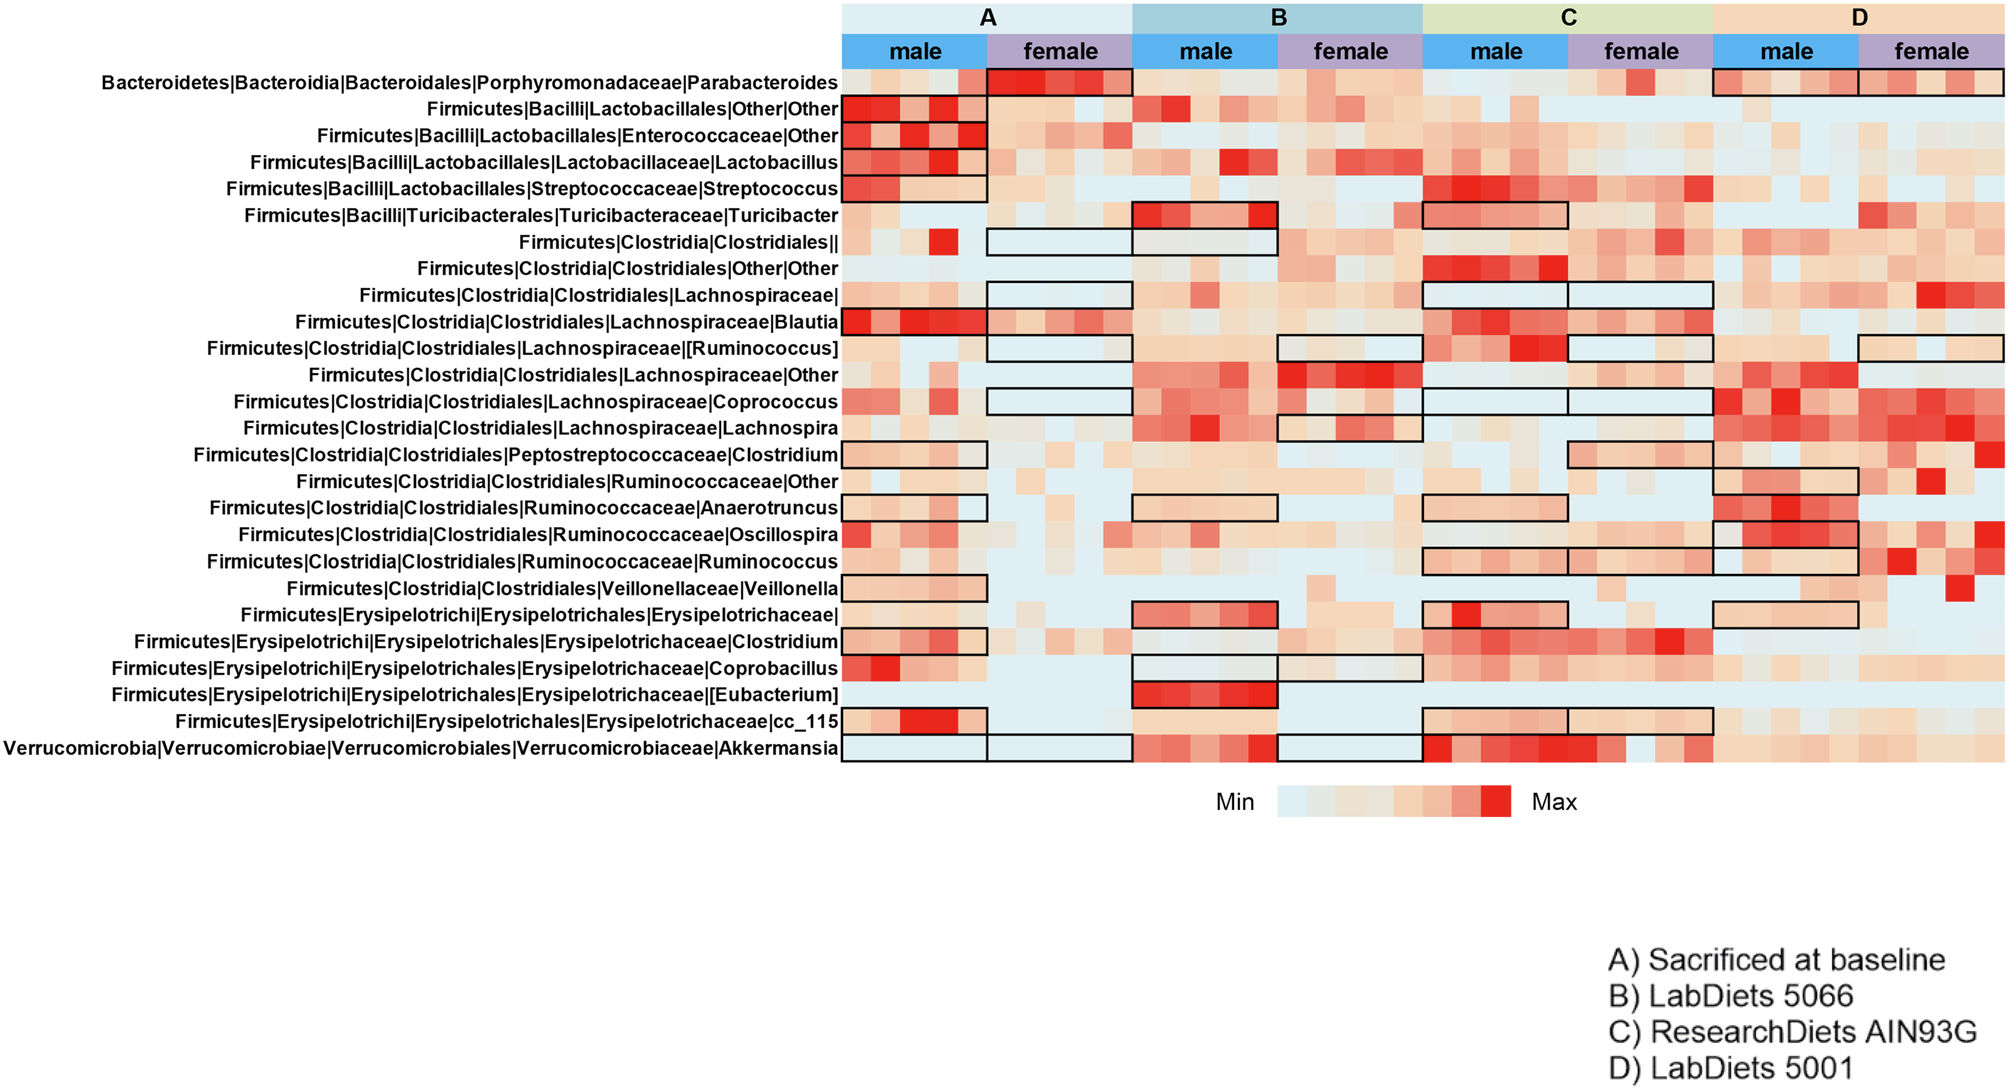 A B C D
male female male female male female male female
Bacteroidetes|Bacteroidia|Bacteroidales|Porphyromonadaceae|Parabacteroides
Firmicutes|Bacilli|Lactobacillales|Other|Other
Firmicutes|Bacilli|Lactobacillales|Enterococcaceae|Other
Firmicutes|Bacilli|Lactobacillales|Lactobacillaceae|Lactobacillus
Firmicutes|Bacilli|Lactobacillales|Streptococcaceae|Streptococcus
Firmicutes|Bacilli|Turicibacterales|Turicibacteraceae|Turicibacter
Firmicutes|Clostridia|Clostridiales||
Firmicutes|Clostridia|Clostridiales|Other|Other
Firmicutes|Clostridia|Clostridiales|Lachnospiraceae|
Firmicutes|Clostridia|Clostridiales|Lachnospiraceae|Blautia
Firmicutes|Clostridia|Clostridiales|Lachnospiraceae|[Ruminococcus]
Firmicutes|Clostridia|Clostridiales|Lachnospiraceae|Other
Firmicutes|Clostridia|Clostridiales|Lachnospiraceae|Coprococcus
Firmicutes|Clostridia|Clostridiales|Lachnospiraceae|Lachnospira
Firmicutes|Clostridia|Clostridiales|Peptostreptococcaceae|Clostridium
Firmicutes|Clostridia|Clostridiales|Ruminococcaceae|Other
Firmicutes|Clostridia|Clostridiales|Ruminococcaceae|Anaerotruncus
Firmicutes|Clostridia|Clostridiales|Ruminococcaceae|Oscillospira
Firmicutes|Clostridia|Clostridiales|Ruminococcaceae|Ruminococcus
Firmicutes|Clostridia|Clostridiales|Veillonellaceae|Veillonella
Firmicutes|Erysipelotrichi|Erysipelotrichales|Erysipelotrichaceae|
Firmicutes|Erysipelotrichi|Erysipelotrichales|Erysipelotrichaceae|Clostridium
Firmicutes|Erysipelotrichi|Erysipelotrichales|Erysipelotrichaceae|Coprobacillus
Firmicutes|Erysipelotrichi|Erysipelotrichales|Erysipelotrichaceae|[Eubacterium]
Firmicutes|Erysipelotrichi|Erysipelotrichales|Erysipelotrichaceae|cc_115
Verrucomicrobia|Verrucomicrobiae|Verrucomicrobiales|Verrucomicrobiaceae|Akkermansia
Min Max
A) Sacrificed at baseline
B) LabDiets 5066
C) ResearchDiets AIN93G
D) LabDiets 5001